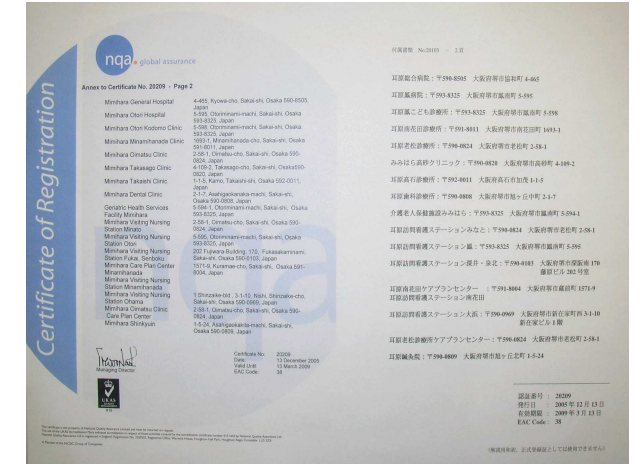 nqa. global assurance
Certificate of Registration
Annex to Certificate No. 20209 - Page 2
Mimihara General Hospital 4-465, Kyowa-cho, Sakai-shi, Osaka 590-8505, Japan
Mimihara Otori Hospital 5-595, Otoriminami-machi, Sakai-shi, Osaka 593-8325, Japan
Mimihara Otori Kodomo Clinic 5-598, Otoriminami-machi, Sakai-shi, Osaka 593-8325, Japan
Mimihara Minamihanada Clinic 1693-1, Minamihanada-cho, Sakai-shi, Osaka 591-8011, Japan
Mimihara Oimatsu Clinic 2-58-1, Oimatsu-cho, Sakai-shi, Osaka 590-0824, Japan
Mimihara Takasago Clinic 4-109-2, Takasago-cho, Sakai-shi, Osaka590-0820, Japan
Mimihara Takaishi Clinic 1-1-5, Kamo, Takaishi-shi, Osaka 592-0011, Japan
Mimihara Dental Clinic 2-1-7, Asahigaokanaka-machi, Sakai-shi, Osaka 590-0808, Japan
Geriatric Health Services Facility Mimihara 5-594-1, Otoriminami-machi, Sakai-shi, Osaka 593-8325, Japan
Mimihara Visiting Nursing Station Minato 2-58-1, Oimatsu-cho, Sakai-shi, Osaka 590-0824, Japan
Mimihara Visiting Nursing Station Otori 5-595, Otoriminami-machi, Sakai-shi, Osaka 593-8325, Japan
Mimihara Visiting Nursing Station Fukai, Senboku 202 Fujiwara-Building, 170, Fukasakaminami, Sakai-shi, Osaka 590-0103, Japan
Mimihara Care Plan Center Minamihanada 1571-9, Kuramae-cho, Sakai-shi, Osaka 591-8004, Japan
Mimihara Visiting Nursing Station Minamihanada
Mimihara Visiting Nursing Station Ohama 1 Shinzaike-bld, 3-1-10, Nishi, Shinzaike-cho, Sakai-shi, Osaka 590-0969, Japan
Mimihara Oimatsu Clinic Care Plan Center 2-58-1, Oimatsu-cho, Sakai-shi, Osaka 590-0824, Japan
Mimihara Shinkyuin 1-5-24, Asahigaokakita-machi, Sakai-shi, Osaka 590-0809, Japan
Managing Director
UKAS
Certificate No: 20209
Date: 13 December 2005
Valid Until: 13 March 2009
EAC Code: 38
付属書類 No 20209 － 2頁
耳原総合病院：〒590-8505 大阪府堺市協和町 4-465
耳原鳳病院：〒593-8325 大阪府堺市鳳南町 5-595
耳原鳳こども診療所：〒593-8325 大阪府堺市鳳南町 5-598
耳原南花田診療所：〒591-8011 大阪府堺市南花田町 1693-1
耳原老松診療所：〒590-0824 大阪府堺市老松町 2-58-1
みみはら高砂クリニック：〒590-0820 大阪府堺市高砂町 4-109-2
耳原高石診療所：〒592-0011 大阪府高石市加茂 1-1-5
耳原歯科診療所：〒590-0808 大阪府堺市旭ヶ丘中町 2-1-7
介護老人保健施設みみはら：〒593-8325 大阪府堺市鳳南町 5-594-1
耳原訪問看護ステーションみなと：〒590-0824 大阪府堺市老松町 2-58-1
耳原訪問看護ステーション鳳：〒593-8325 大阪府堺市鳳南町 5-595
耳原訪問看護ステーション深井・泉北：〒590-0103 大阪府堺市深阪南 170
藤原ビル 202 号室
耳原南花田ケアプランセンター ：〒591-8004 大阪府堺市蔵前町 1571-9
耳原訪問看護ステーション南花田
耳原訪問看護ステーション大浜：〒590-0969 大阪府堺市新在家町西 3-1-10
新在家ビル 1 階
耳原老松診療所ケアプランセンター：〒590-0824 大阪府堺市老松町 2-58-1
耳原鍼灸院：〒590-0809 大阪府堺市旭ヶ丘北町 1-5-24
認証番号 ： 20209
発行日 ： 2005 年 12 月 13 日
有効期限 ： 2009 年 3 月 13 日
EAC Code： 38